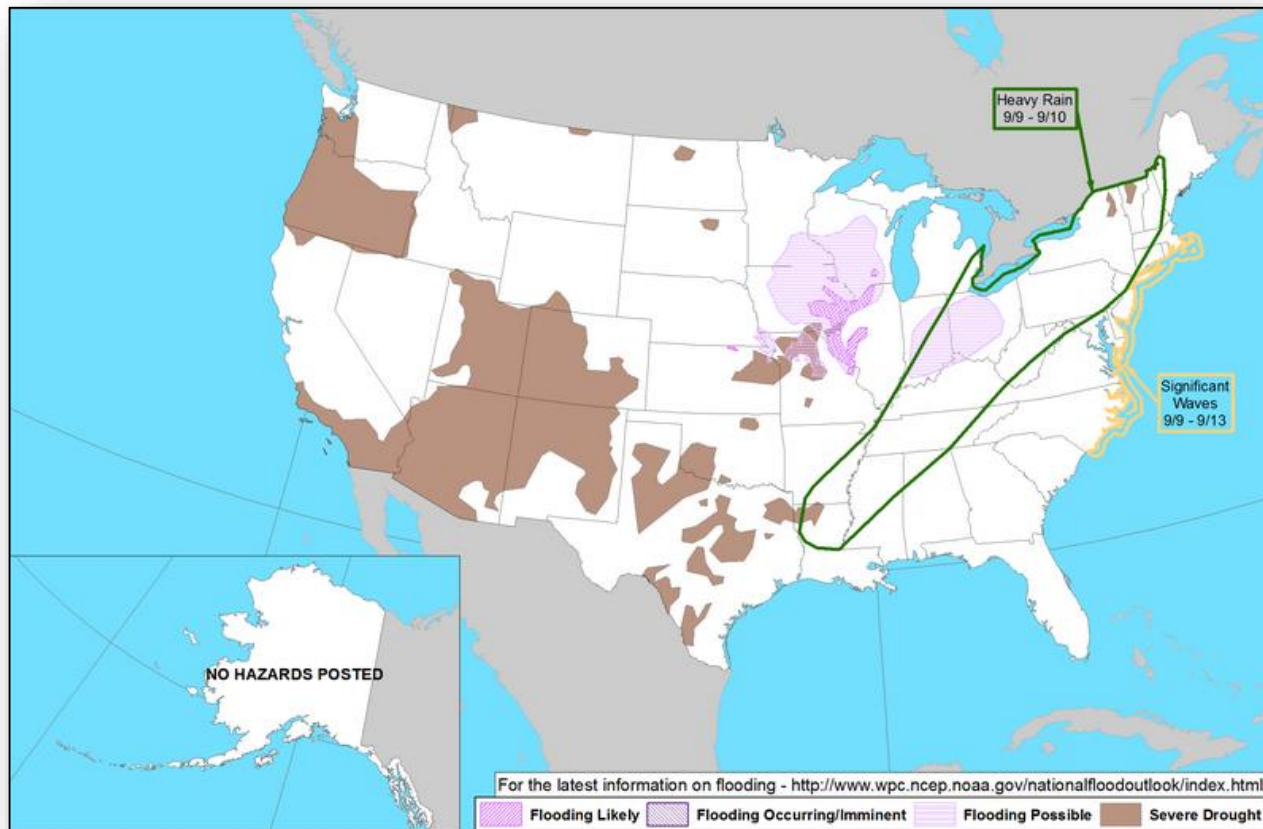 Heavy Rain
9/9 - 9/10
Significant
Waves
9/9 - 9/13
NO HAZARDS POSTED
For the latest information on flooding - http://www.wpc.ncep.noaa.gov/nationalfloodoutlook/index.html
Flooding Likely
Flooding Occurring/Imminent
Flooding Possible
Severe Drought